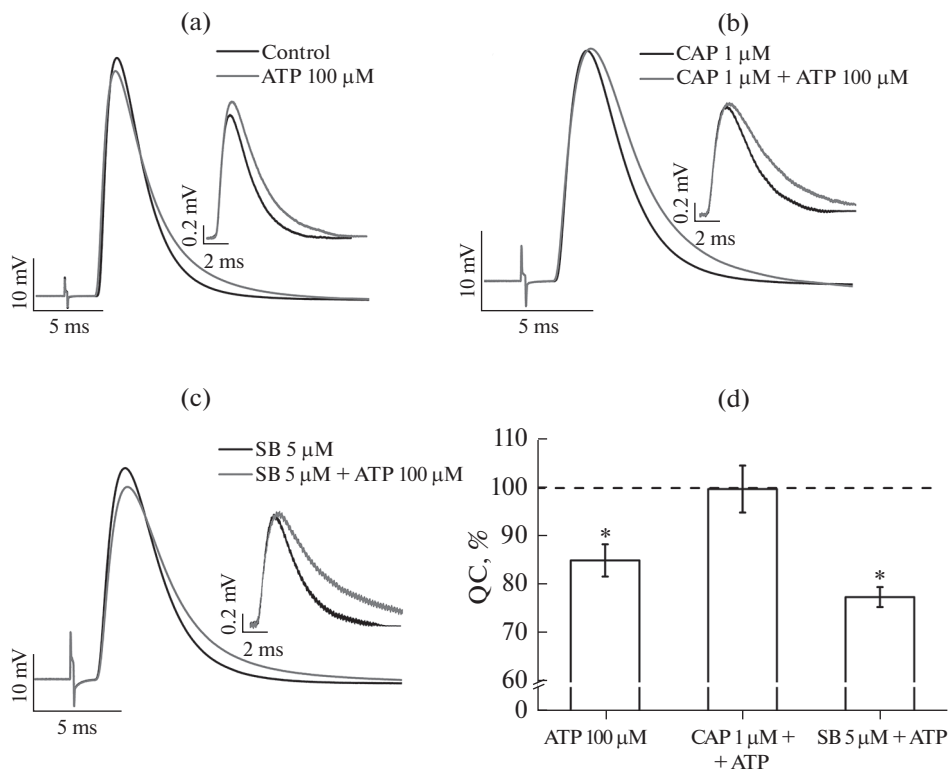 (a)
Control
ATP 100 μM
0.2 mV
2 ms
10 mV
5 ms
(b)
CAP 1 μM
CAP 1 μM + ATP 100 μM
0.2 mV
2 ms
10 mV
5 ms
(c)
SB 5 μM
SB 5 μM + ATP 100 μM
0.2 mV
2 ms
10 mV
5 ms
(d)
QC, %
110
100
90
80
70
60
0
*
*
ATP 100 μM
CAP 1 μM +
+ ATP
SB 5 μM + ATP